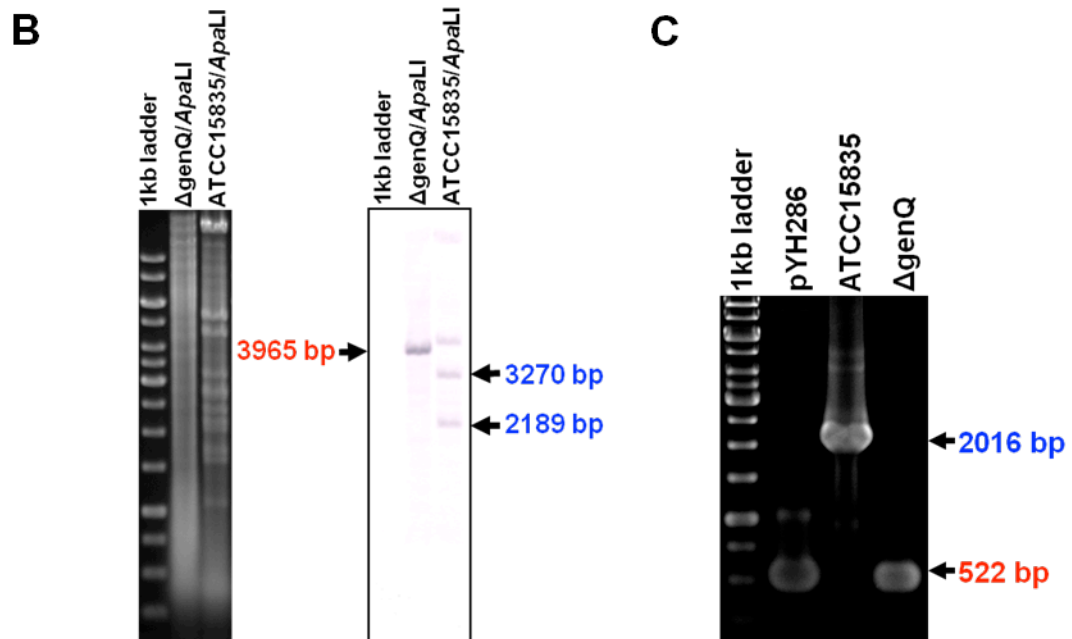 B
1kb ladder
ΔgenQ/ApaLI
ATCC15835/ApaLI
1kb ladder
ΔgenQ/ApaLI
ATCC15835/ApaLI
3965 bp
3270 bp
2189 bp
C
1kb ladder
pYH286
ATCC15835
ΔgenQ
2016 bp
522 bp